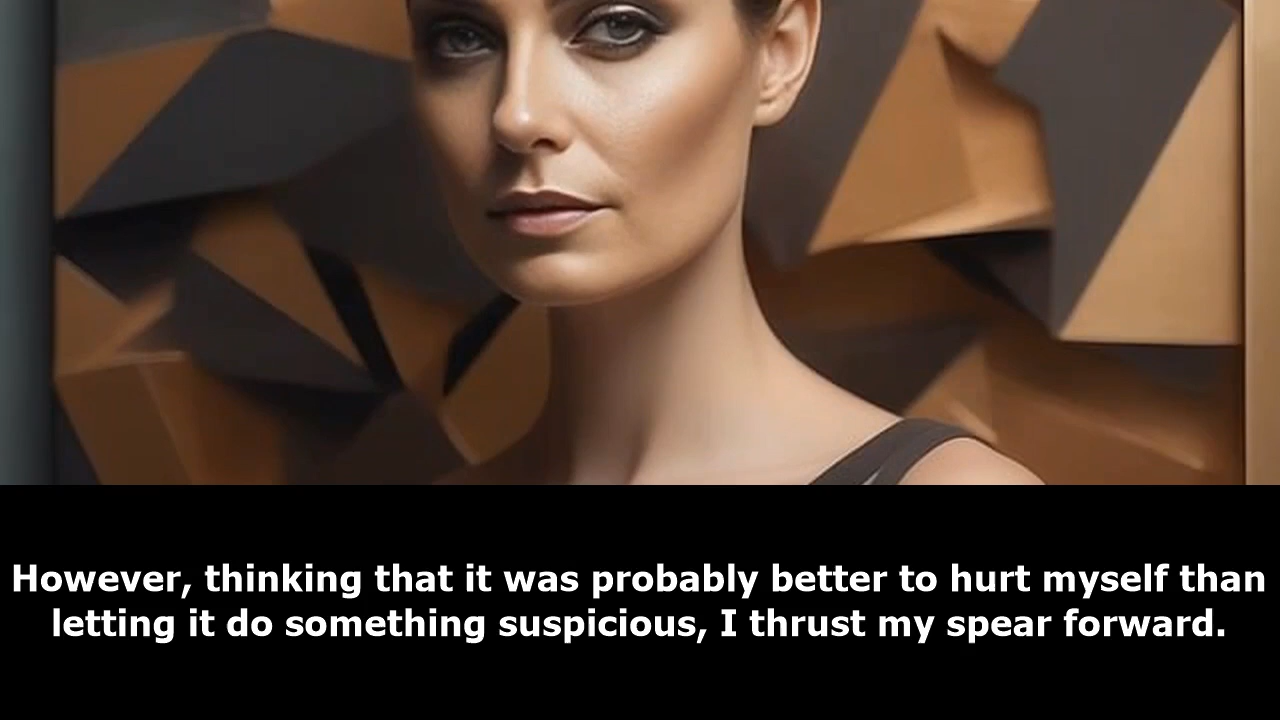 However, thinking that it was probably better to hurt myself than
letting it do something suspicious, I thrust my spear forward.